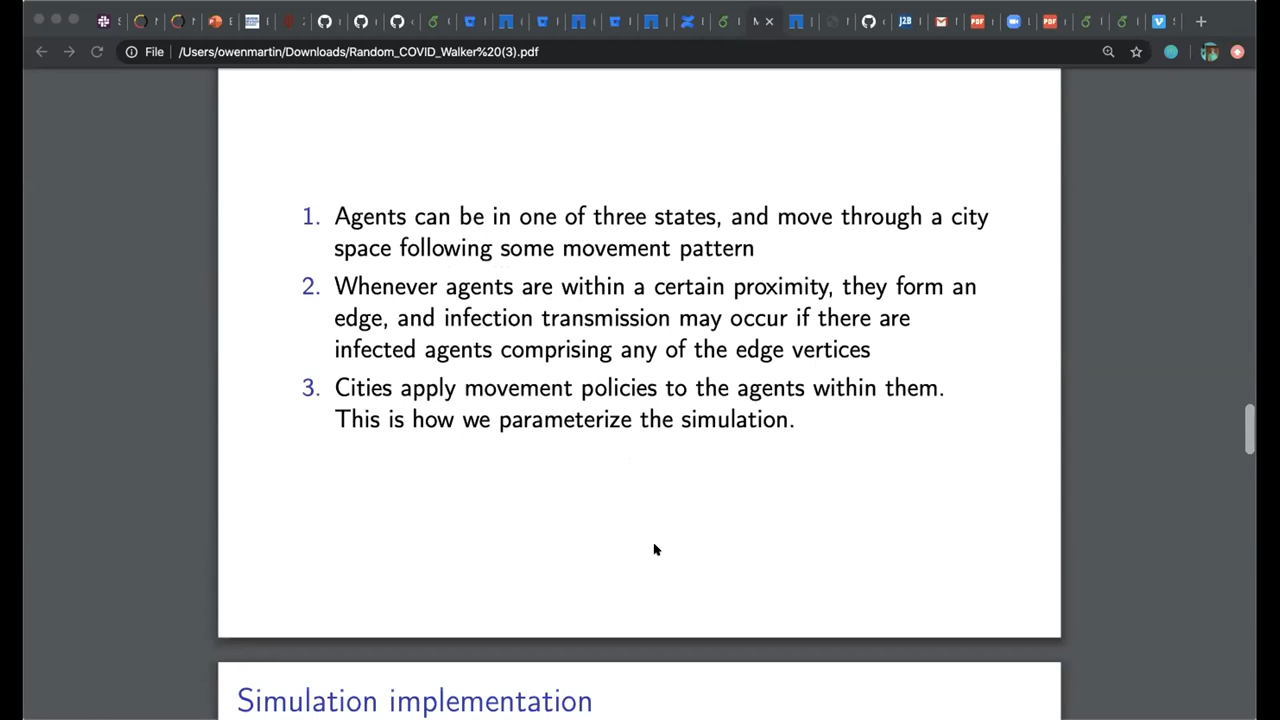 File /Users/owenmartin/Downloads/Random_COVID_Walker%20(3).pdf
1. Agents can be in one of three states, and move through a city
space following some movement pattern
2. Whenever agents are within a certain proximity, they form an
edge, and infection transmission may occur if there are
infected agents comprising any of the edge vertices
3. Cities apply movement policies to the agents within them.
This is how we parameterize the simulation.
Simulation implementation